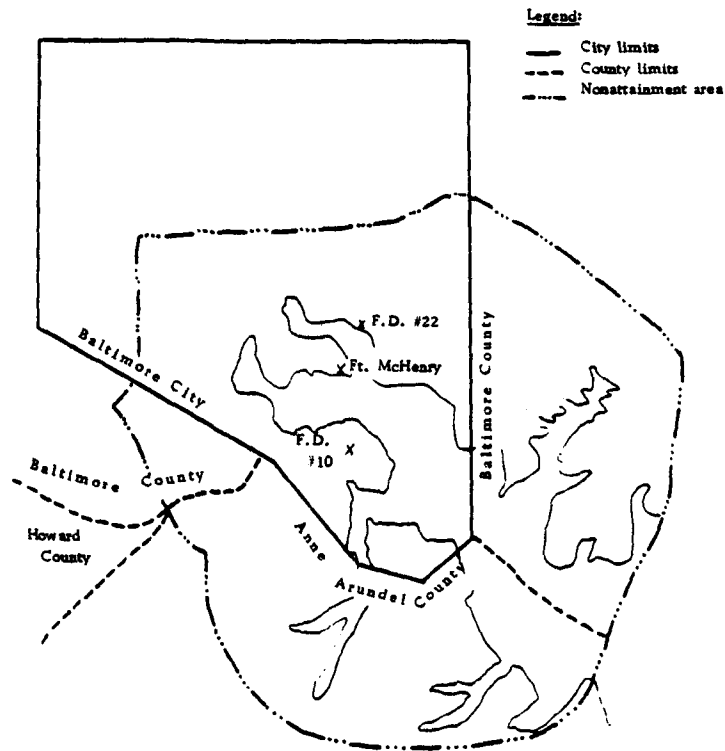 Legend:
City limits
County limits
Nonattainment area
F.D. #22
Ft. McHenry
Baltimore City
Baltimore County
F.D.
#10
Baltimore County
Howard
County
Anne
Arundel County